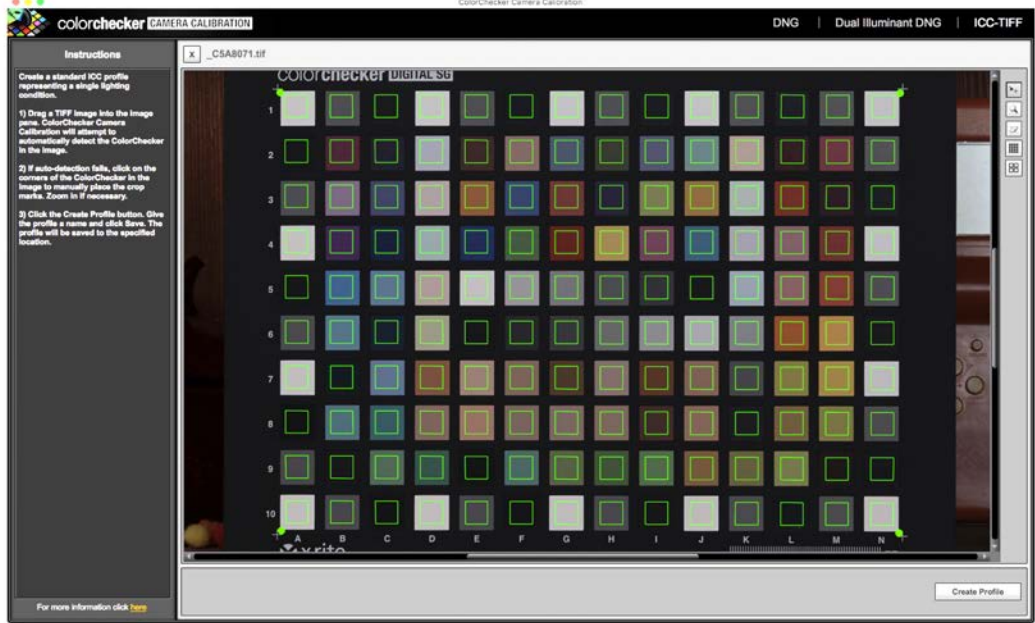 ColorChecker Camera Calibration
colorchecker CAMERA CALIBRATION
DNG | Dual Illuminant DNG | ICC-TIFF
Instructions
Create a standard ICC profile
representing a single lighting
condition.
1) Drag a TIFF image into the image
pane. ColorChecker Camera
Calibration will attempt to
automatically detect the ColorChecker
in the image.
2) If auto-detection fails, click on the
corners of the ColorChecker in the
image to manually place the crop
marks. Zoom in if necessary.
3) Click the Create Profile button. Give
the profile a name and click Save. The
profile will be saved to the specified
location.
For more information click here
x _C5A8071.tif
colorchecker DIGITAL SG
1
2
3
4
5
6
7
8
9
10
A B C D E F G H I J K L M N
x-rite
Create Profile